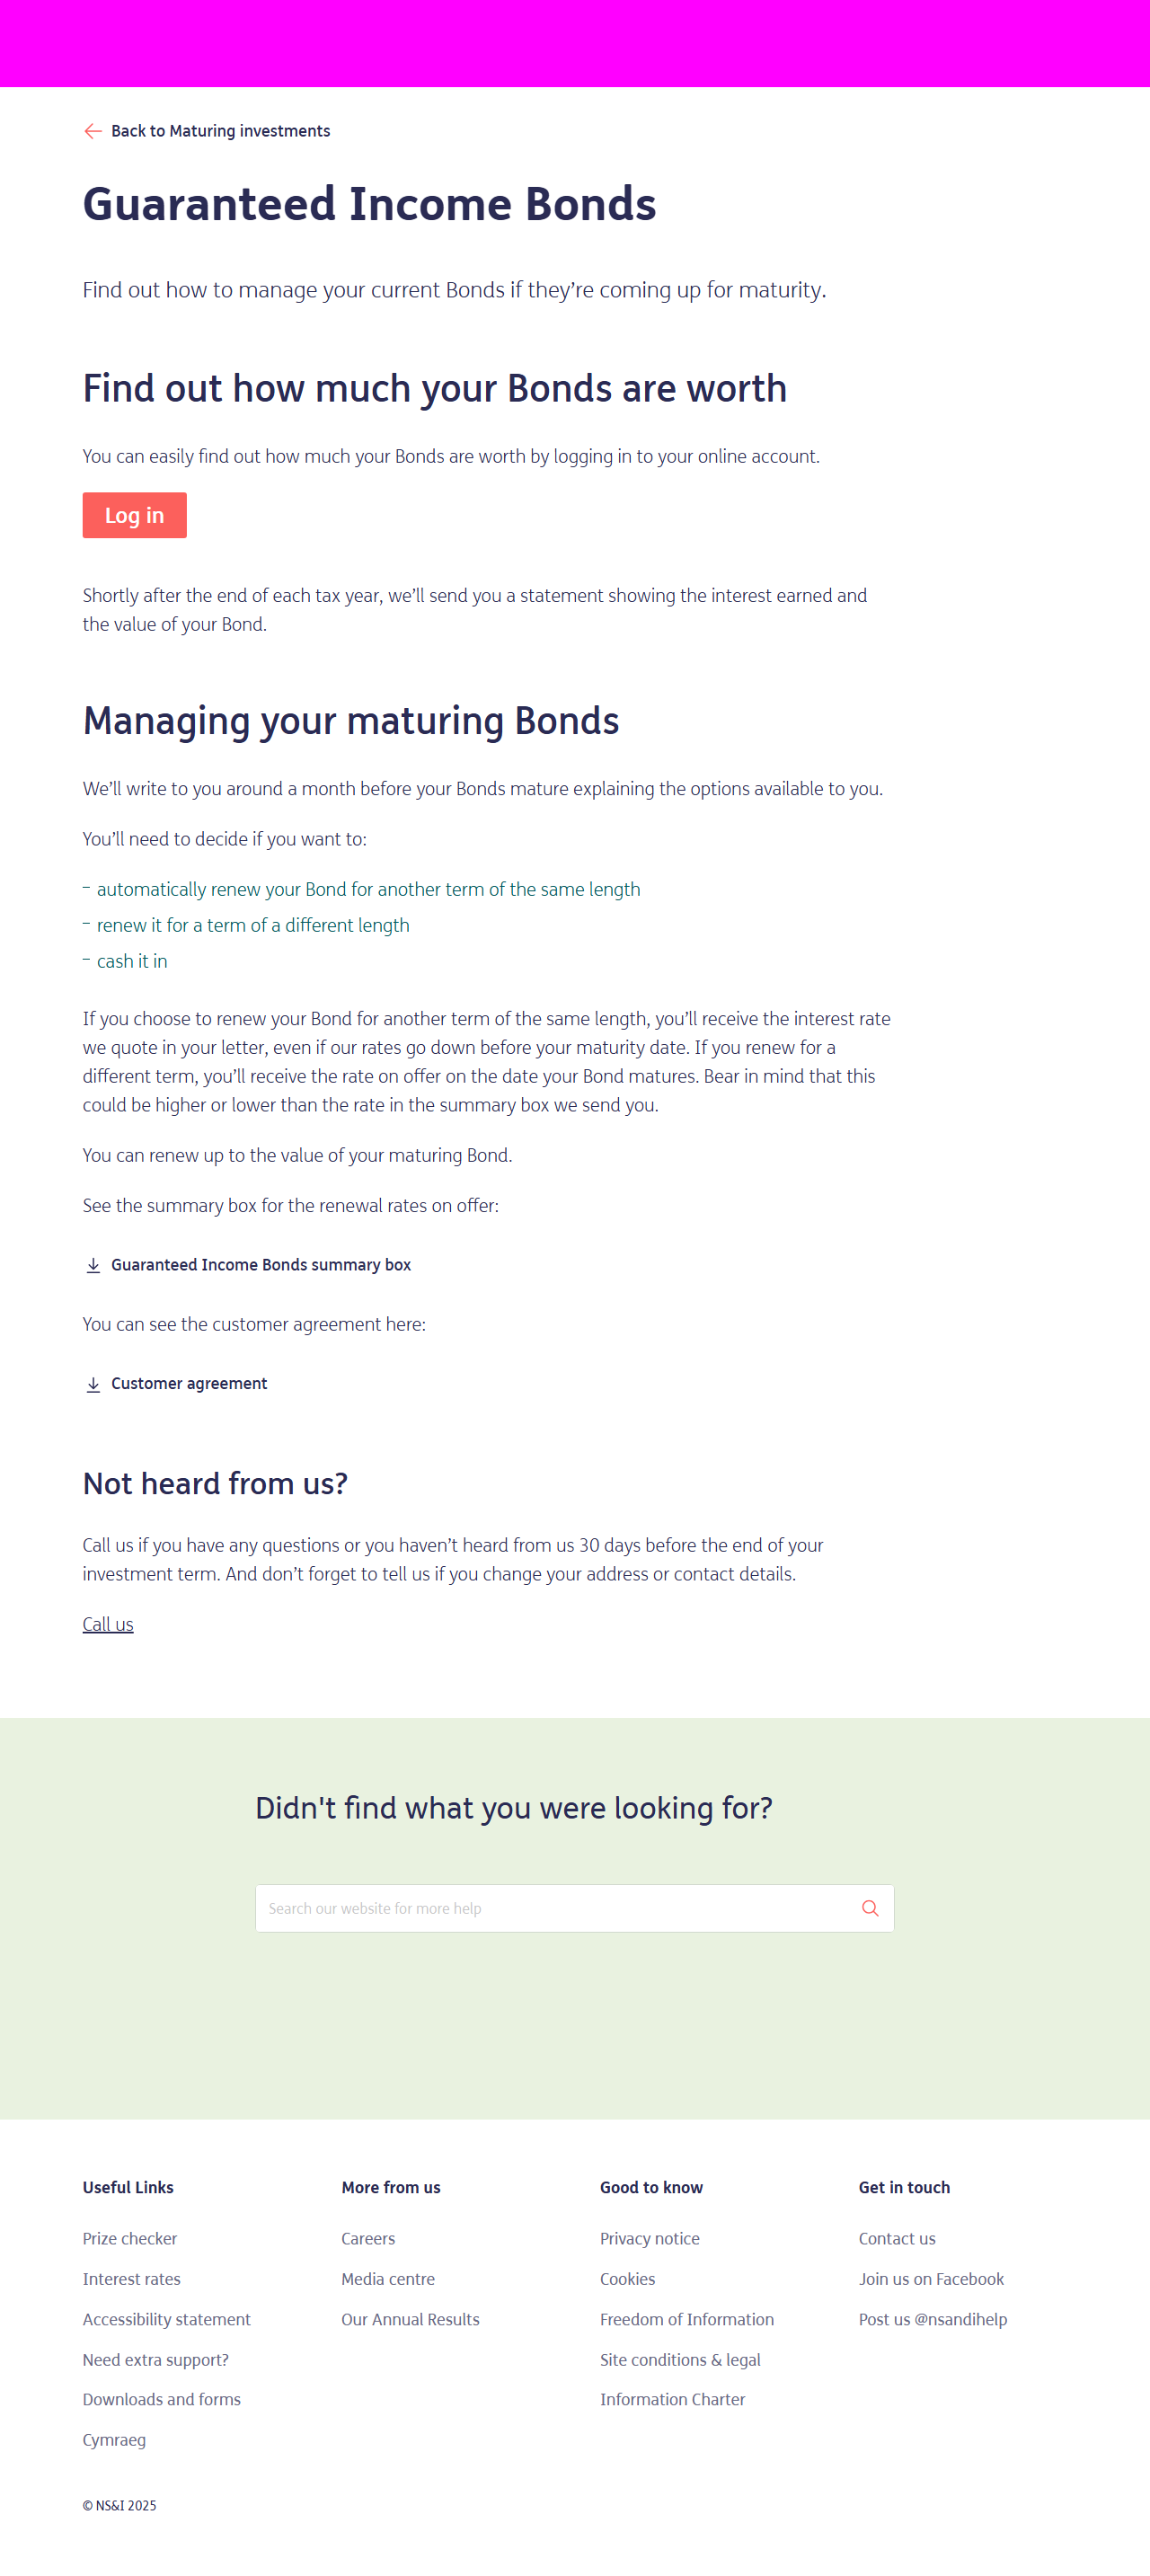 Back to Maturing investments
Guaranteed Income Bonds
Find out how to manage your current Bonds if they’re coming up for maturity.
Find out how much your Bonds are worth
You can easily find out how much your Bonds are worth by logging in to your online account.
Log in
Shortly after the end of each tax year, we’ll send you a statement showing the interest earned and
the value of your Bond.
Managing your maturing Bonds
We’ll write to you around a month before your Bonds mature explaining the options available to you.
You’ll need to decide if you want to:
– automatically renew your Bond for another term of the same length
– renew it for a term of a different length
– cash it in
If you choose to renew your Bond for another term of the same length, you’ll receive the interest rate
we quote in your letter, even if our rates go down before your maturity date. If you renew for a
different term, you’ll receive the rate on offer on the date your Bond matures. Bear in mind that this
could be higher or lower than the rate in the summary box we send you.
You can renew up to the value of your maturing Bond.
See the summary box for the renewal rates on offer:
Guaranteed Income Bonds summary box
You can see the customer agreement here:
Customer agreement
Not heard from us?
Call us if you have any questions or you haven’t heard from us 30 days before the end of your
investment term. And don’t forget to tell us if you change your address or contact details.
Call us
Didn't find what you were looking for?
Search our website for more help
Useful Links
Prize checker
Interest rates
Accessibility statement
Need extra support?
Downloads and forms
Cymraeg
More from us
Careers
Media centre
Our Annual Results
Good to know
Privacy notice
Cookies
Freedom of Information
Site conditions & legal
Information Charter
Get in touch
Contact us
Join us on Facebook
Post us @nsandihelp
© NS&I 2025